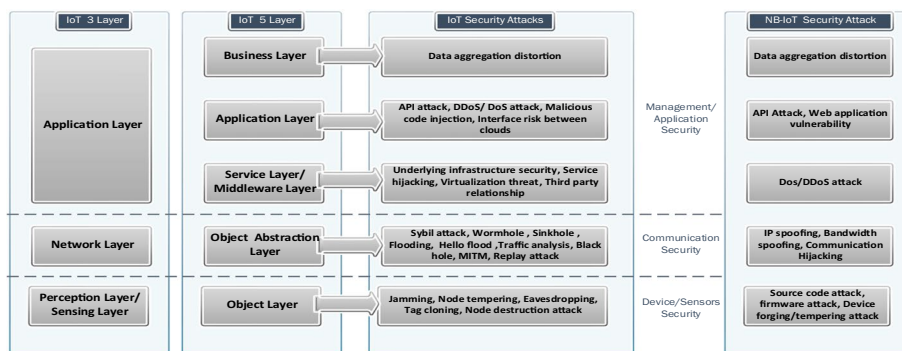 IoT 3 Layer
IoT 5 Layer
IoT Security Attacks
NB-IoT Security Attack
Business Layer
Data aggregation distortion
Data aggregation distortion
Application Layer
Application Layer
API attack, DDoS/ DoS attack, Malicious
code injection, Interface risk between
clouds
Management/
Application
Security
API Attack, Web application
vulnerability
Service Layer/
Middleware Layer
Underlying infrastructure security, Service
hijacking, Virtualization threat, Third party
relationship
Dos/DDoS attack
Network Layer
Object Abstraction
Layer
Sybil attack, Wormhole , Sinkhole ,
Flooding, Hello flood ,Traffic analysis, Black
hole, MITM, Replay attack
Communication
Security
IP spoofing, Bandwidth
spoofing, Communication
Hijacking
Perception Layer/
Sensing Layer
Object Layer
Jamming, Node tempering, Eavesdropping,
Tag cloning, Node destruction attack
Device/Sensors
Security
Source code attack,
firmware attack, Device
forging/tempering attack